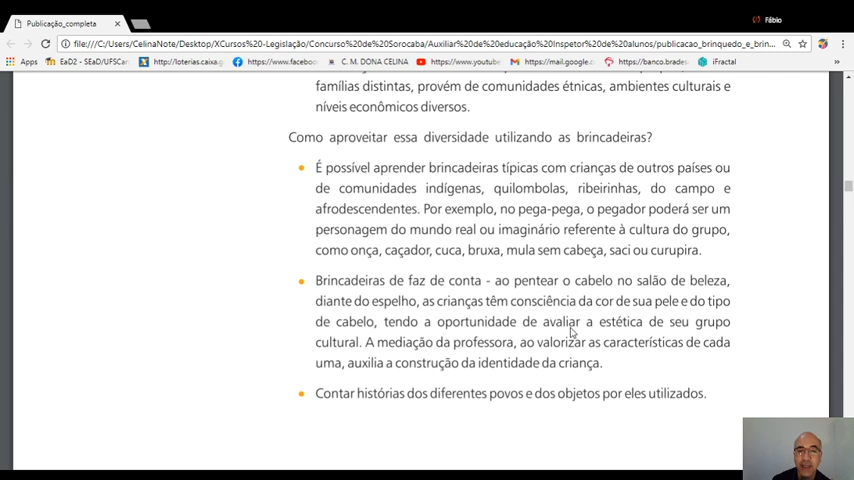 Publicação_completa
Fábio
file:///C:/Users/CelinaNote/Desktop/XCursos%20-Legislação/Concurso%20de%20Sorocaba/Auxiliar%20de%20educação%20Inspetor%20de%20alunos/publicacao_brinquedo_e_brin...
Apps EaD2 - SEaD/UFSCar http://loterias.caixa.g https://www.facebo C. M. DONA CELINA https://www.youtube https://mail.google.c https://banco.brades iFractal
famílias distintas, provém de comunidades étnicas, ambientes culturais e
níveis econômicos diversos.
Como aproveitar essa diversidade utilizando as brincadeiras?
• É possível aprender brincadeiras típicas com crianças de outros países ou
de comunidades indígenas, quilombolas, ribeirinhas, do campo e
afrodescendentes. Por exemplo, no pega-pega, o pegador poderá ser um
personagem do mundo real ou imaginário referente à cultura do grupo,
como onça, caçador, cuca, bruxa, mula sem cabeça, saci ou curupira.
• Brincadeiras de faz de conta - ao pentear o cabelo no salão de beleza,
diante do espelho, as crianças têm consciência da cor de sua pele e do tipo
de cabelo, tendo a oportunidade de avaliar a estética de seu grupo
cultural. A mediação da professora, ao valorizar as características de cada
uma, auxilia a construção da identidade da criança.
• Contar histórias dos diferentes povos e dos objetos por eles utilizados.